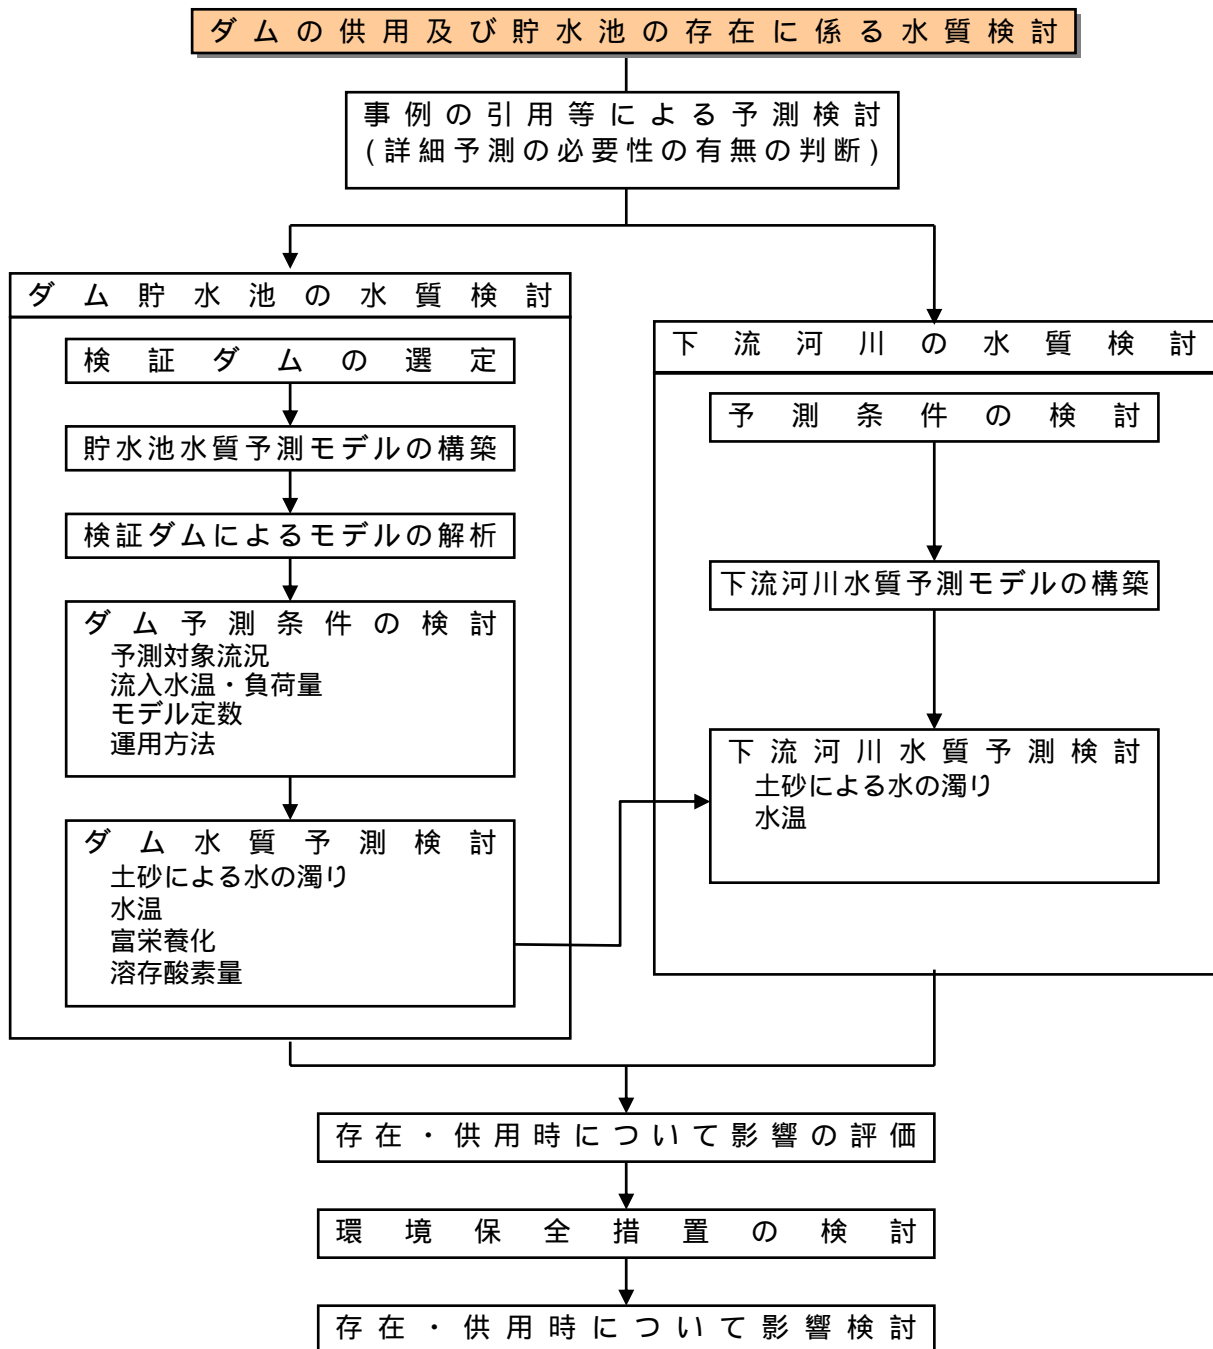 ダムの供用及び貯水池の存在に係る水質検討
事例の引用等による予測検討
(詳細予測の必要性の有無の判断)
ダム貯水池の水質検討
検証ダムの選定
貯水池水質予測モデルの構築
検証ダムによるモデルの解析
ダム予測条件の検討
予測対象流況
流入水温・負荷量
モデル定数
運用方法
ダム水質予測検討
土砂による水の濁り
水温
富栄養化
溶存酸素量
下流河川の水質検討
予測条件の検討
下流河川水質予測モデルの構築
下流河川水質予測検討
土砂による水の濁り
水温
存在・供用時について影響の評価
環境保全措置の検討
存在・供用時について影響検討